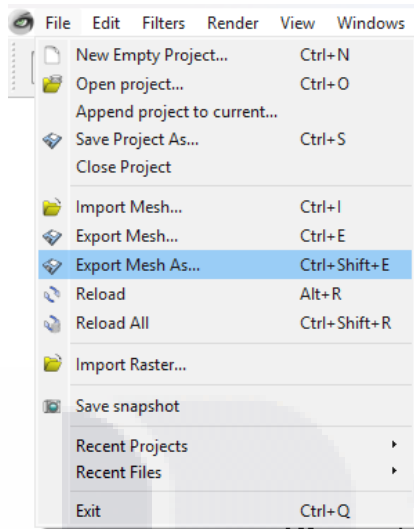 File Edit Filters Render View Windows
New Empty Project... Ctrl+N
Open project... Ctrl+O
Append project to current...
Save Project As... Ctrl+S
Close Project
Import Mesh... Ctrl+I
Export Mesh... Ctrl+E
Export Mesh As... Ctrl+Shift+E
Reload Alt+R
Reload All Ctrl+Shift+R
Import Raster...
Save snapshot
Recent Projects
Recent Files
Exit Ctrl+Q